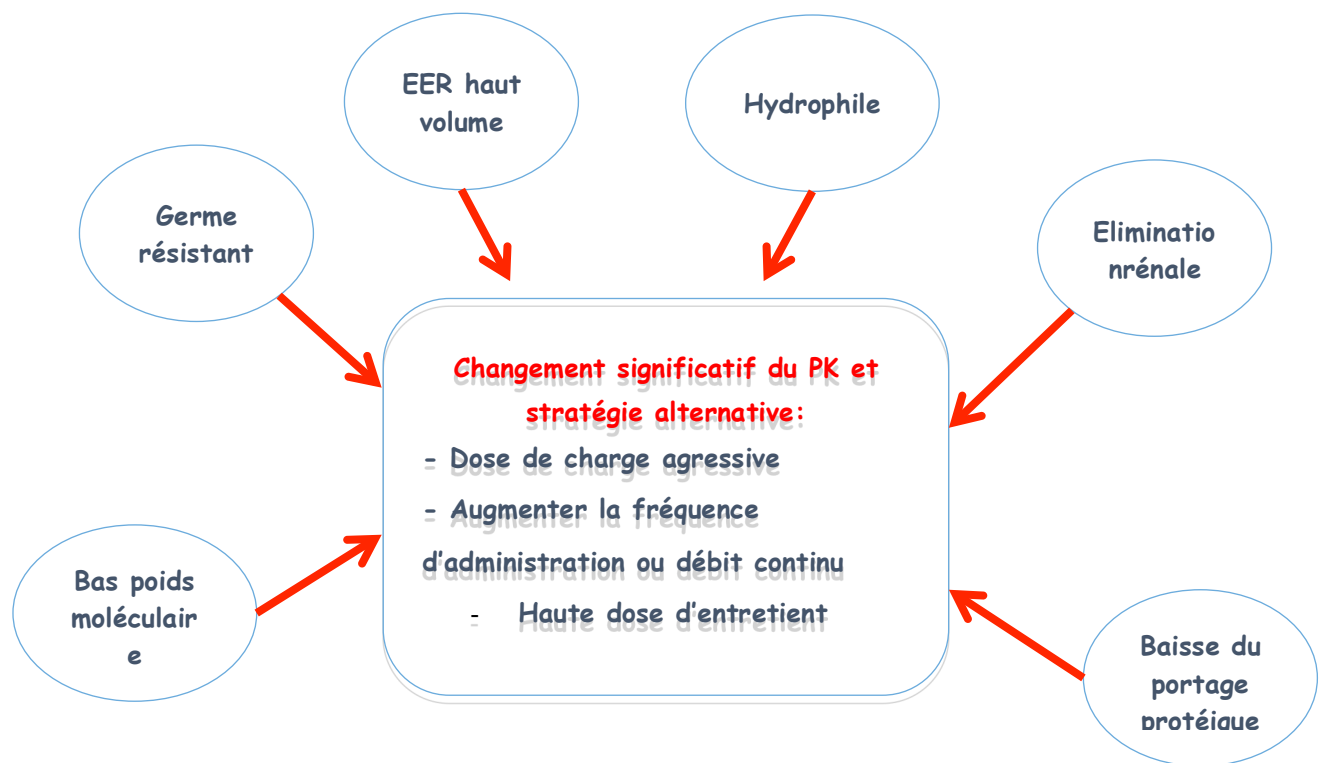 EER haut
volume
Hydrophile
Germe
résistant
Eliminatio
nrénale
Changement significatif du PK et
stratégie alternative:
- Dose de charge agressive
- Augmenter la fréquence
d'administration ou débit continu
- Haute dose d'entretient
Bas poids
moléculair
e
Baisse du
portage
protéique